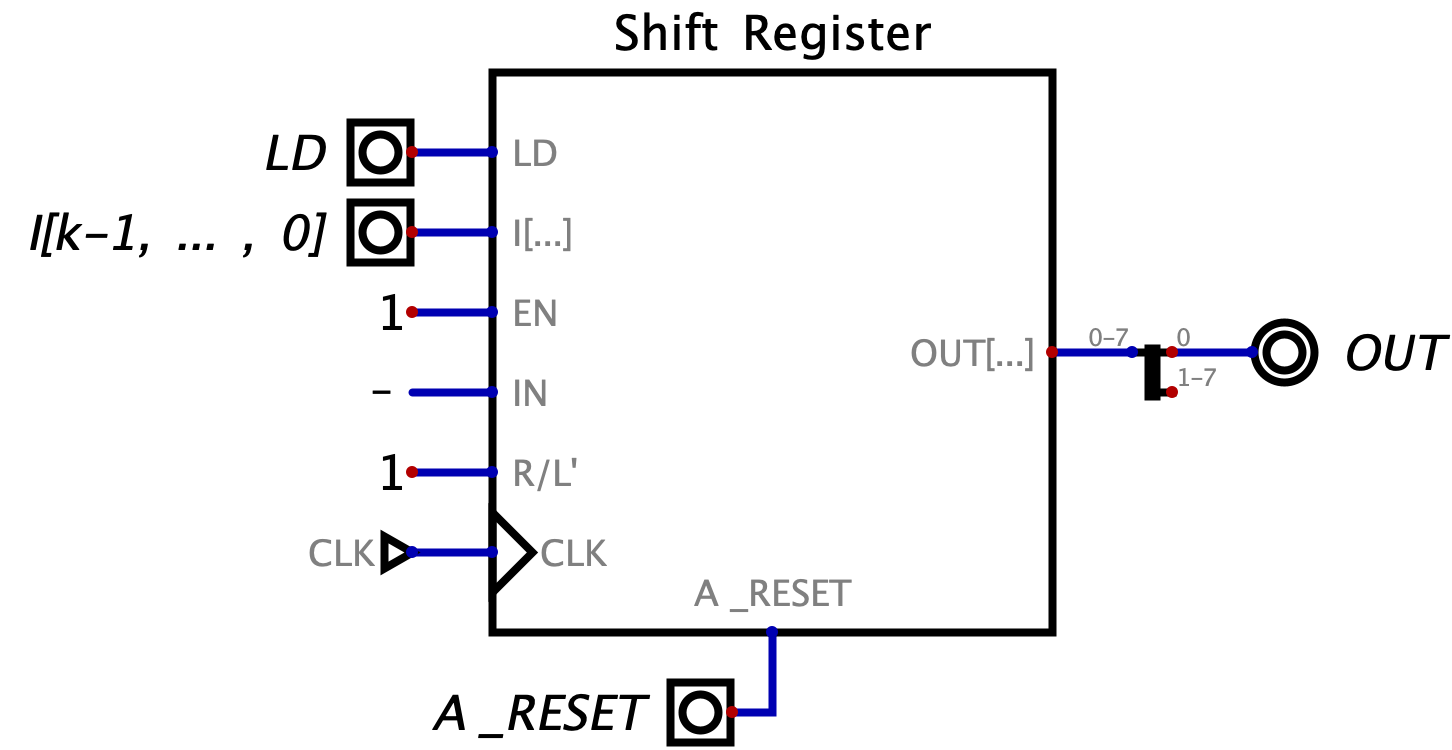 Shift Register
LD LD
I[k-1, ... , 0] I[...]
1 EN
OUT[...] 0-7 0 OUT
1-7
- IN
1 R/L'
CLK CLK
A _RESET
A _RESET